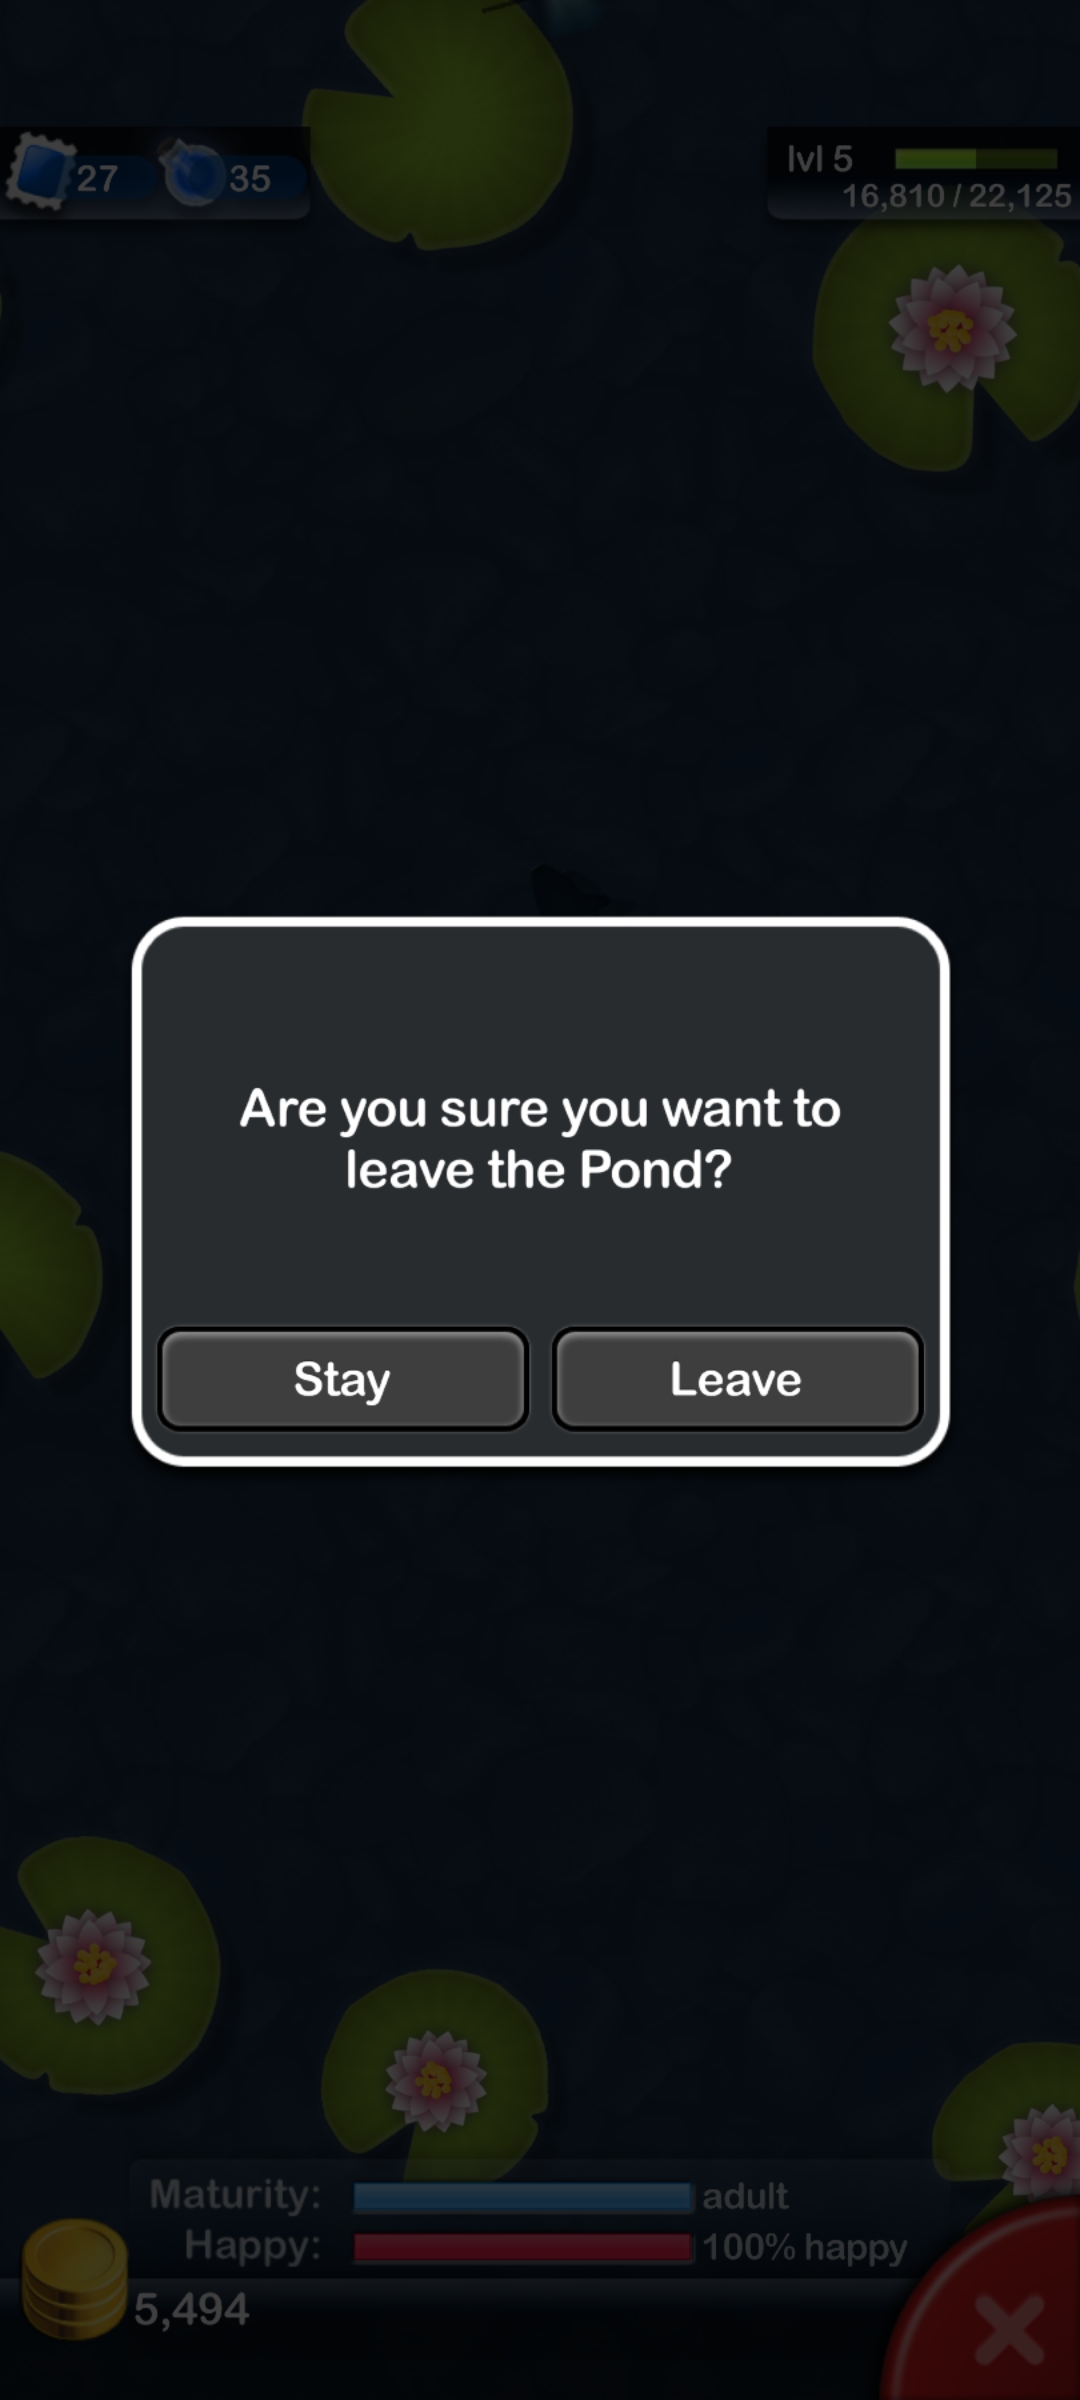 27 35
lvl 5
16,810 / 22,125
Are you sure you want to
leave the Pond?
Stay Leave
Maturity: adult
Happy: 100% happy
5,494